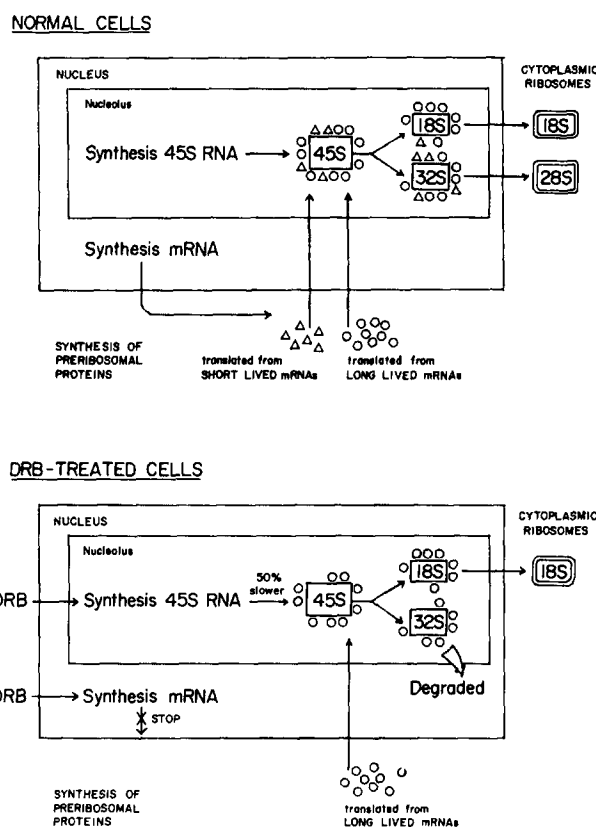 NORMAL CELLS
NUCLEUS
CYTOPLASMIC
RIBOSOMES
Nucleolus
Synthesis 45S RNA
45S
18S
18S
32S
28S
Synthesis mRNA
SYNTHESIS OF
PRERIBOSOMAL
PROTEINS
translated from
SHORT LIVED mRNAs
translated from
LONG LIVED mRNAs
DRB-TREATED CELLS
NUCLEUS
CYTOPLASMIC
RIBOSOMES
Nucleolus
DRB
Synthesis 45S RNA
50%
slower
45S
18S
18S
32S
Degraded
DRB
Synthesis mRNA
STOP
SYNTHESIS OF
PRERIBOSOMAL
PROTEINS
translated from
LONG LIVED mRNAs